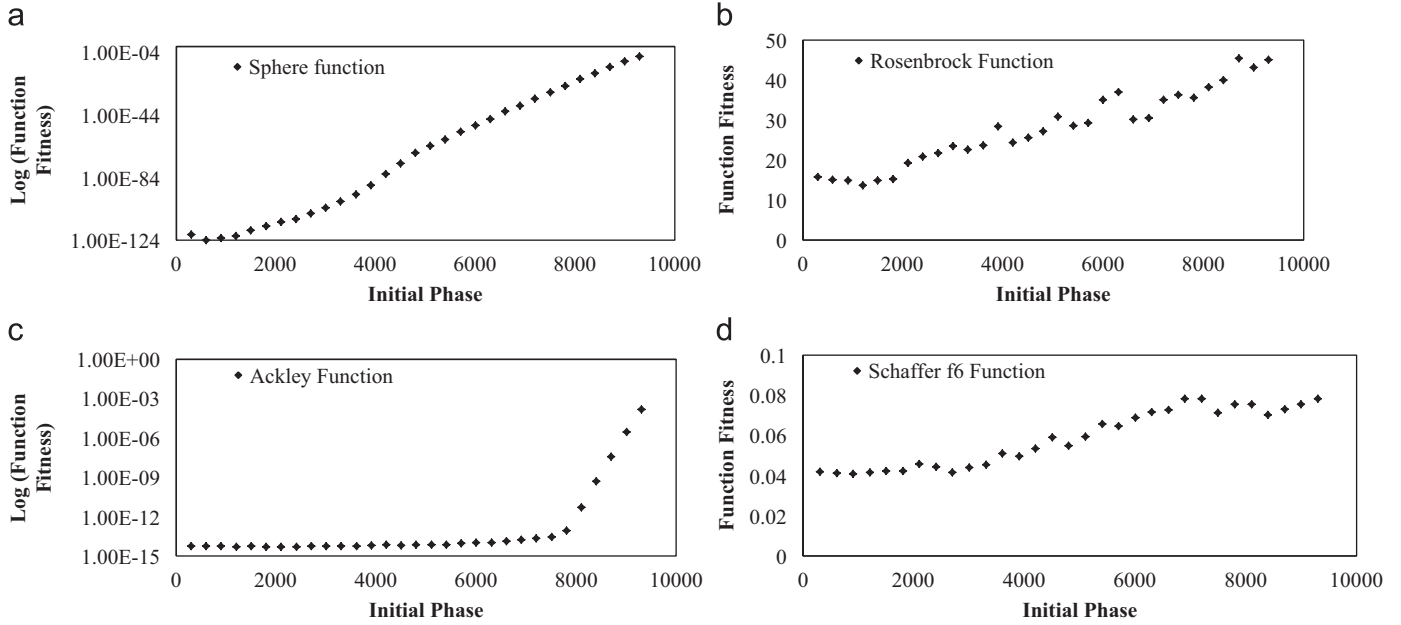 a
1.00E-04
1.00E-44
1.00E-84
1.00E-124
Log (Function
Fitness)
Sphere function
0 2000 4000 6000 8000 10000
Initial Phase
b
50
40
30
20
10
0
Function Fitness
Rosenbrock Function
0 2000 4000 6000 8000 10000
Initial Phase
c
1.00E+00
1.00E-03
1.00E-06
1.00E-09
1.00E-12
1.00E-15
Log (Function
Fitness)
Ackley Function
0 2000 4000 6000 8000 10000
Initial Phase
d
0.1
0.08
0.06
0.04
0.02
0
Function Fitness
Schaffer f6 Function
0 2000 4000 6000 8000 10000
Initial Phase